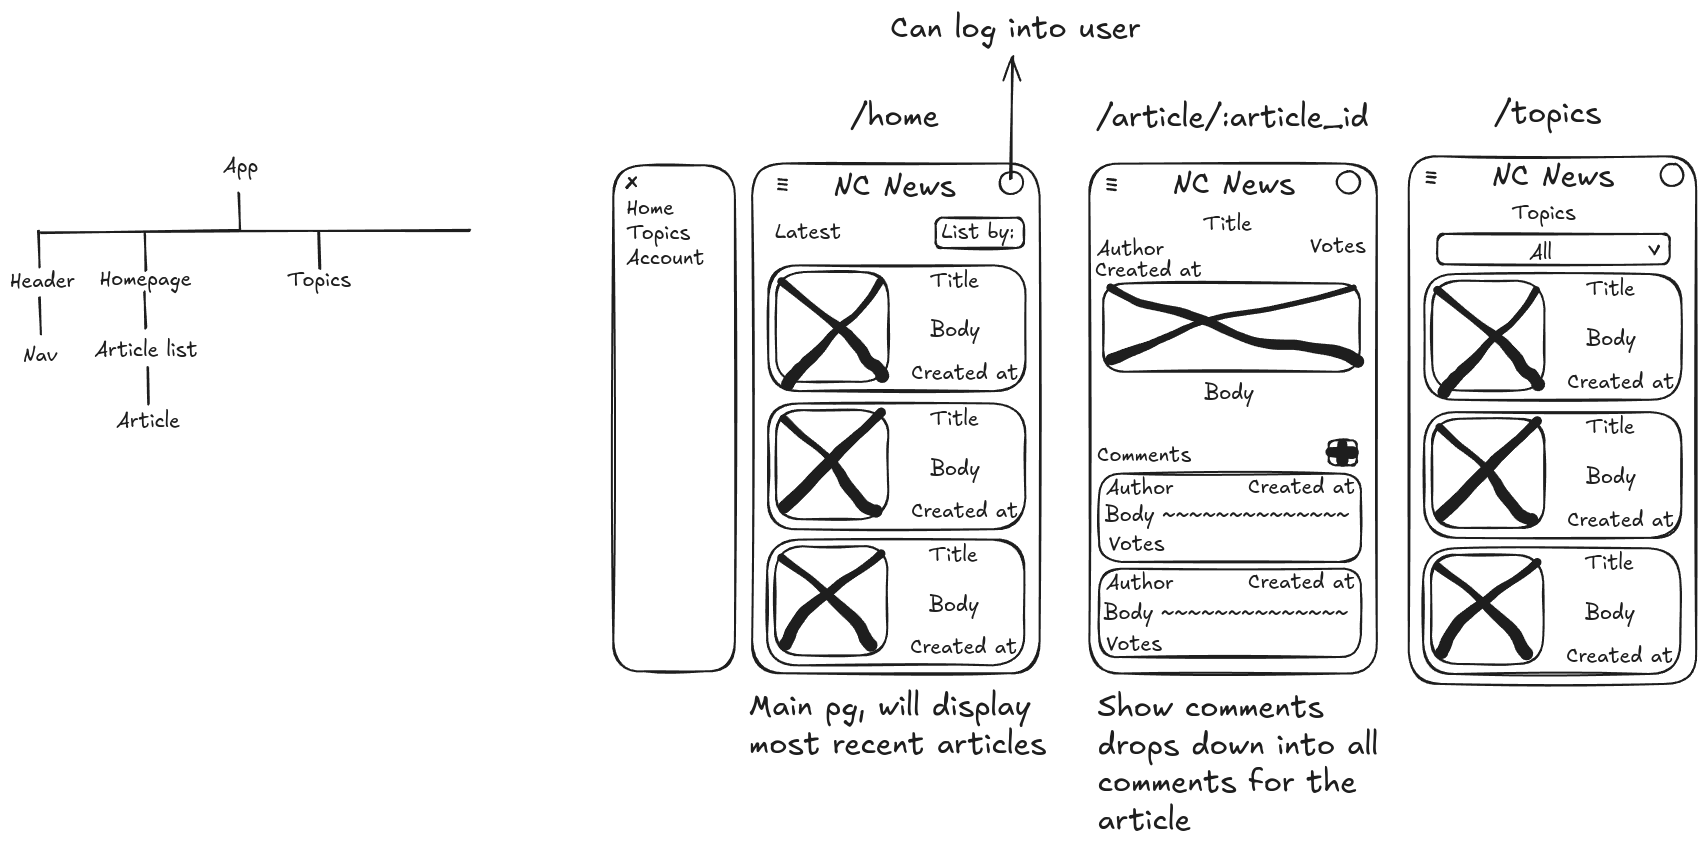 Can log into user
App
Header
Homepage
Topics
Nav
Article list
Article
x
Home
Topics
Account
/home
NC News
Latest
List by:
Title
Body
Created at
Title
Body
Created at
Title
Body
Created at
Main pg, will display
most recent articles
/article/:article_id
NC News
Title
Author
Votes
Created at
Body
Comments
Author
Created at
Body ~~~~~~~~~~~~~~
Votes
Author
Created at
Body ~~~~~~~~~~~~~~
Votes
Show comments
drops down into all
comments for the
article
/topics
NC News
Topics
All
Title
Body
Created at
Title
Body
Created at
Title
Body
Created at